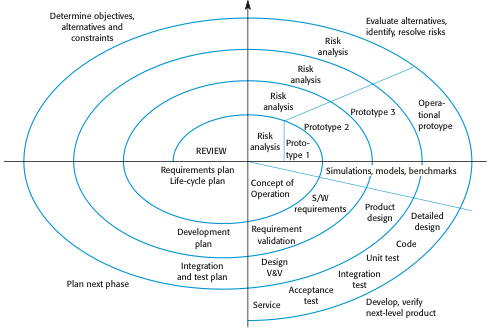 Determine objectives,
alternatives and
constraints
Evaluate alternatives,
identify, resolve risks
Risk
analysis
Risk
analysis
Risk
analysis
Risk
analysis
Proto-
type 1
Prototype 2
Prototype 3
Opera-
tional
protoype
REVIEW
Requirements plan
Life-cycle plan
Simulations, models, benchmarks
Concept of
Operation
S/W
requirements
Product
design
Detailed
design
Development
plan
Requirement
validation
Code
Unit test
Integration
and test plan
Design
V&V
Integration
test
Plan next phase
Acceptance
test
Service
Develop, verify
next-level product